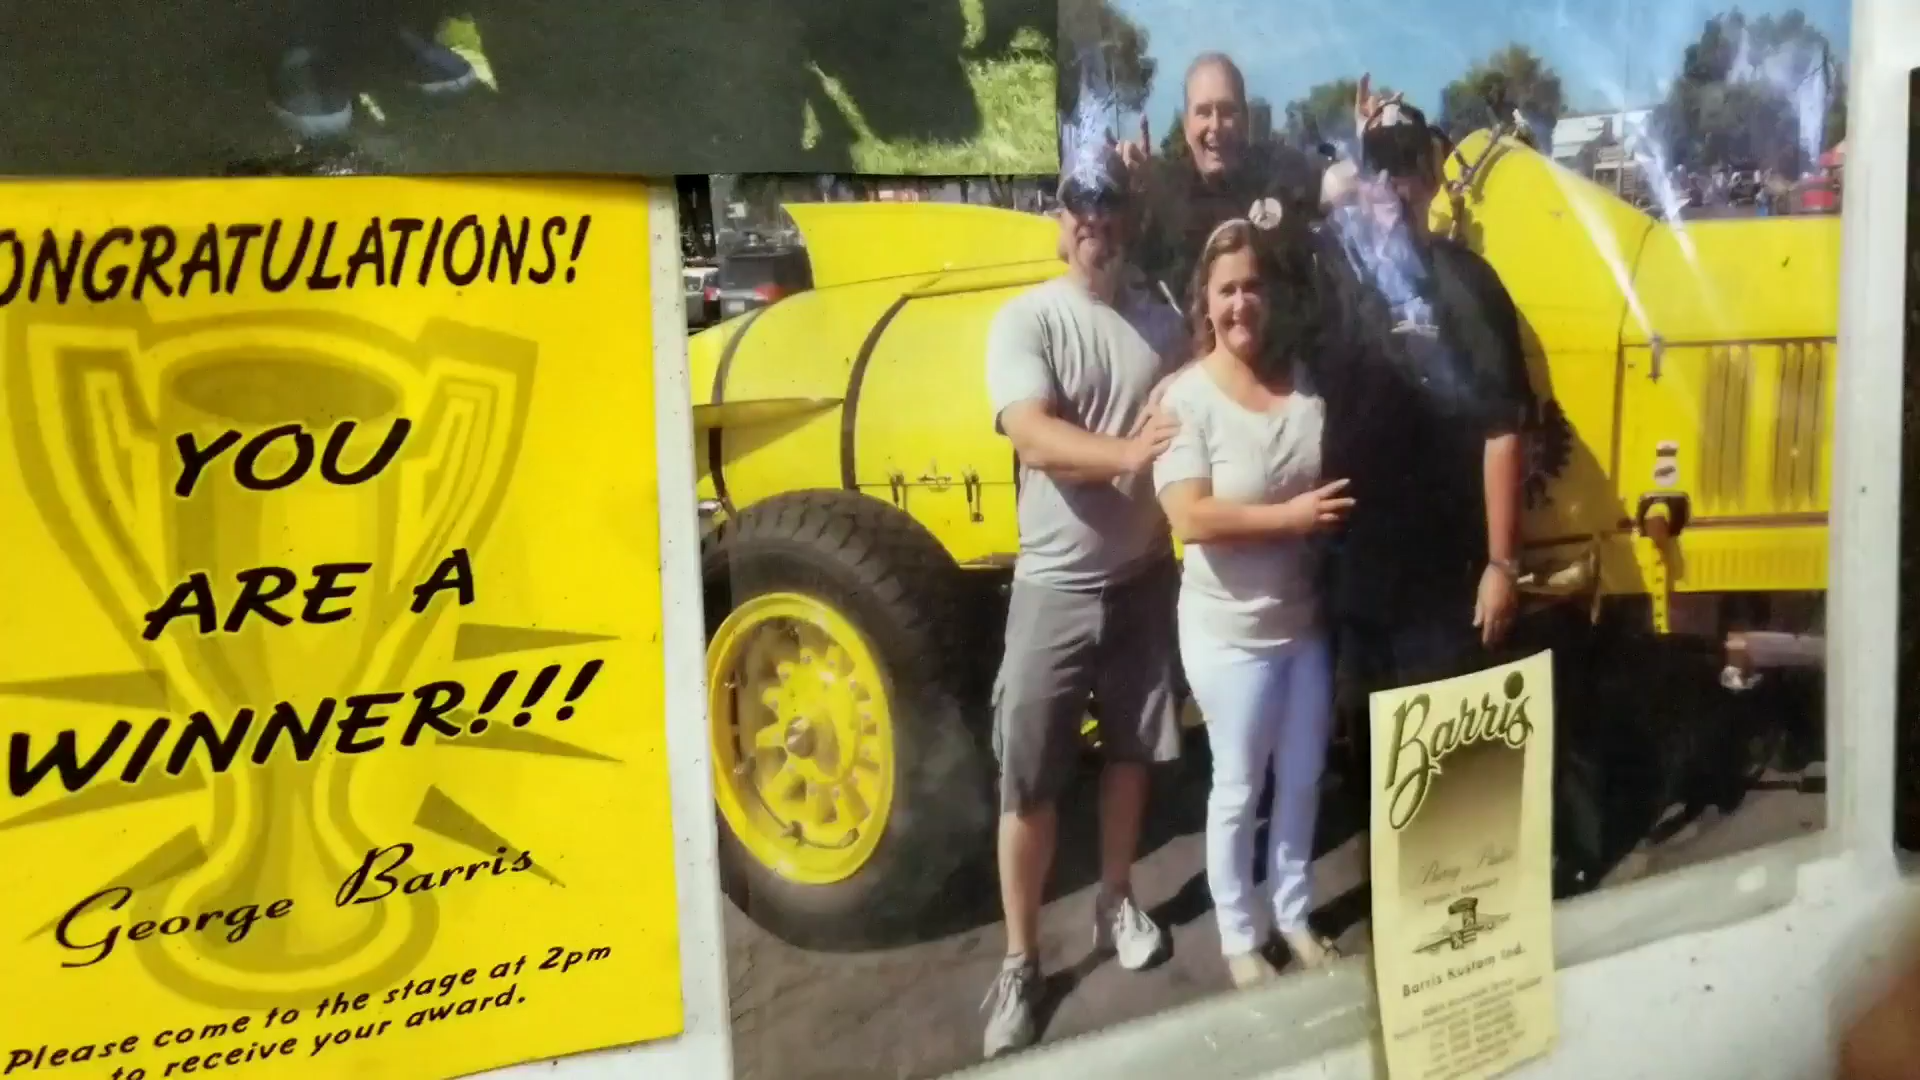 ONGRATULATIONS!
YOU
ARE A
WINNER!!!
George Barris
Please come to the stage at 2pm
to receive your award.
Barris
Barris Kustom Ind.